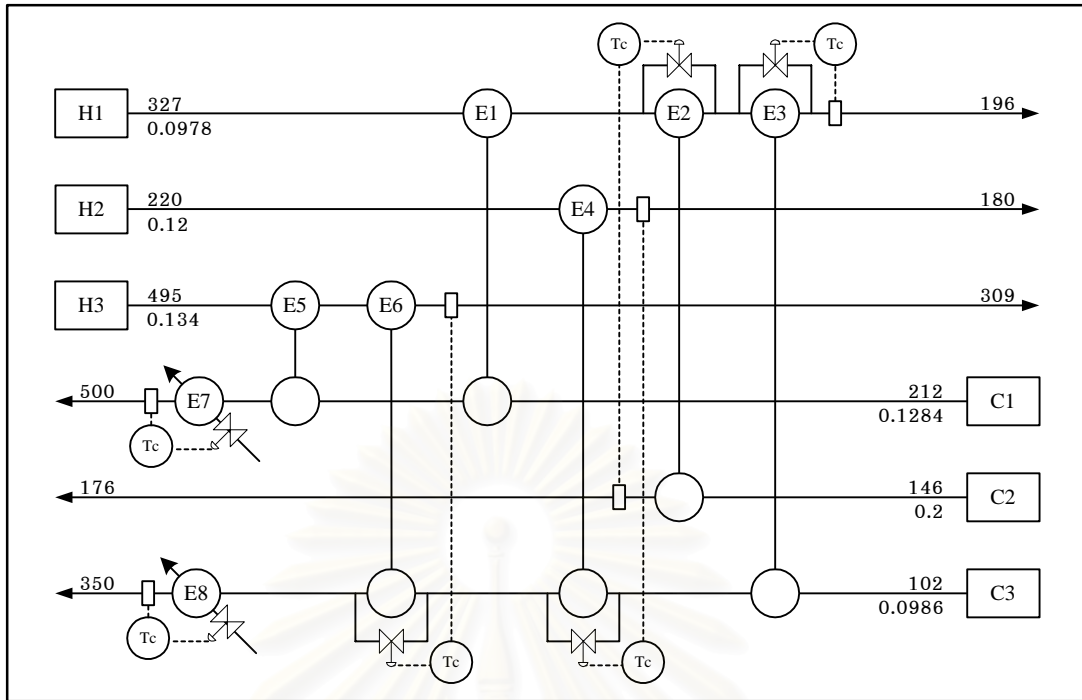 Tc
Tc
H1
327
0.0978
E1
E2
E3
196
H2
220
0.12
E4
180
H3
495
0.134
E5
E6
309
500
E7
212
0.1284
C1
Tc
176
146
0.2
C2
350
E8
102
0.0986
C3
Tc
Tc
Tc